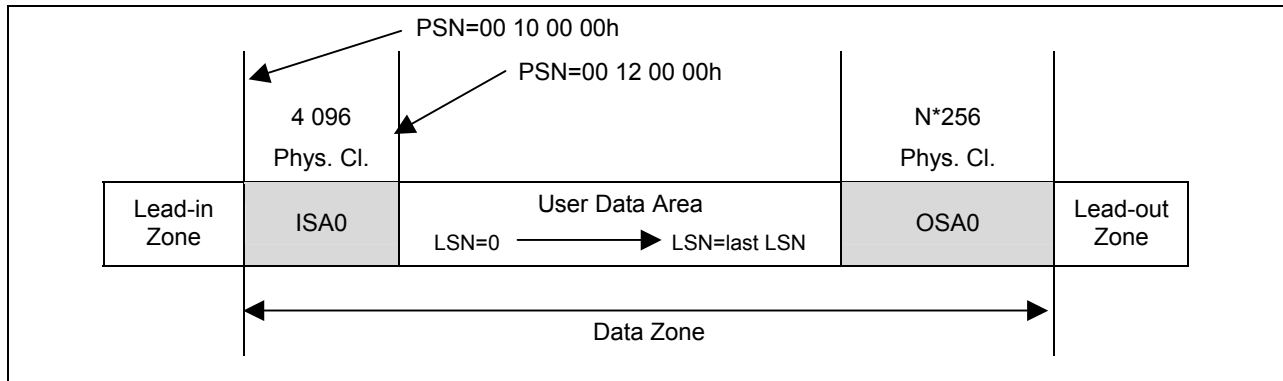 PSN=00 10 00 00h
PSN=00 12 00 00h
4 096
Phys. Cl.
N*256
Phys. Cl.
Lead-in
Zone
ISA0
User Data Area
LSN=0
LSN=last LSN
OSA0
Lead-out
Zone
Data Zone